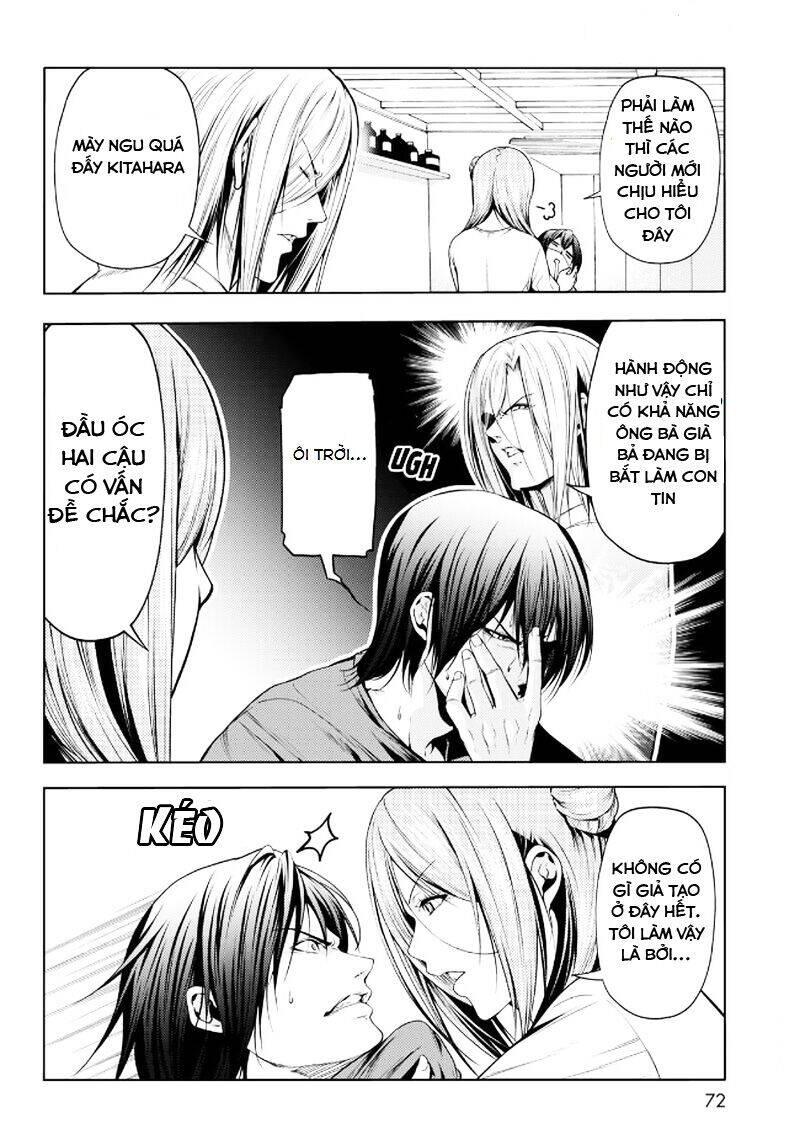 PHẢI LÀM
THẾ NÀO
THÌ CÁC
NGƯỜI MỚI
CHỊU HIỂU
CHO TÔI
ĐÂY
MÀY NGU QUÁ
ĐẤY KITAHARA
HÀNH ĐỘNG
NHƯ VẬY CHỈ
CÓ KHẢ NĂNG
ÔNG BÀ GIÀ
BẢ ĐANG BỊ
BẮT LÀM CON
TIN
UGH
ÔI TRỜI...
ĐẦU ÓC
HAI CẬU
CÓ VẤN
ĐỀ CHẮC?
KÉO
KHÔNG CÓ
GÌ GIẢ TẠO
Ở ĐÂY HẾT.
TÔI LÀM VẬY
LÀ BỞI...
72